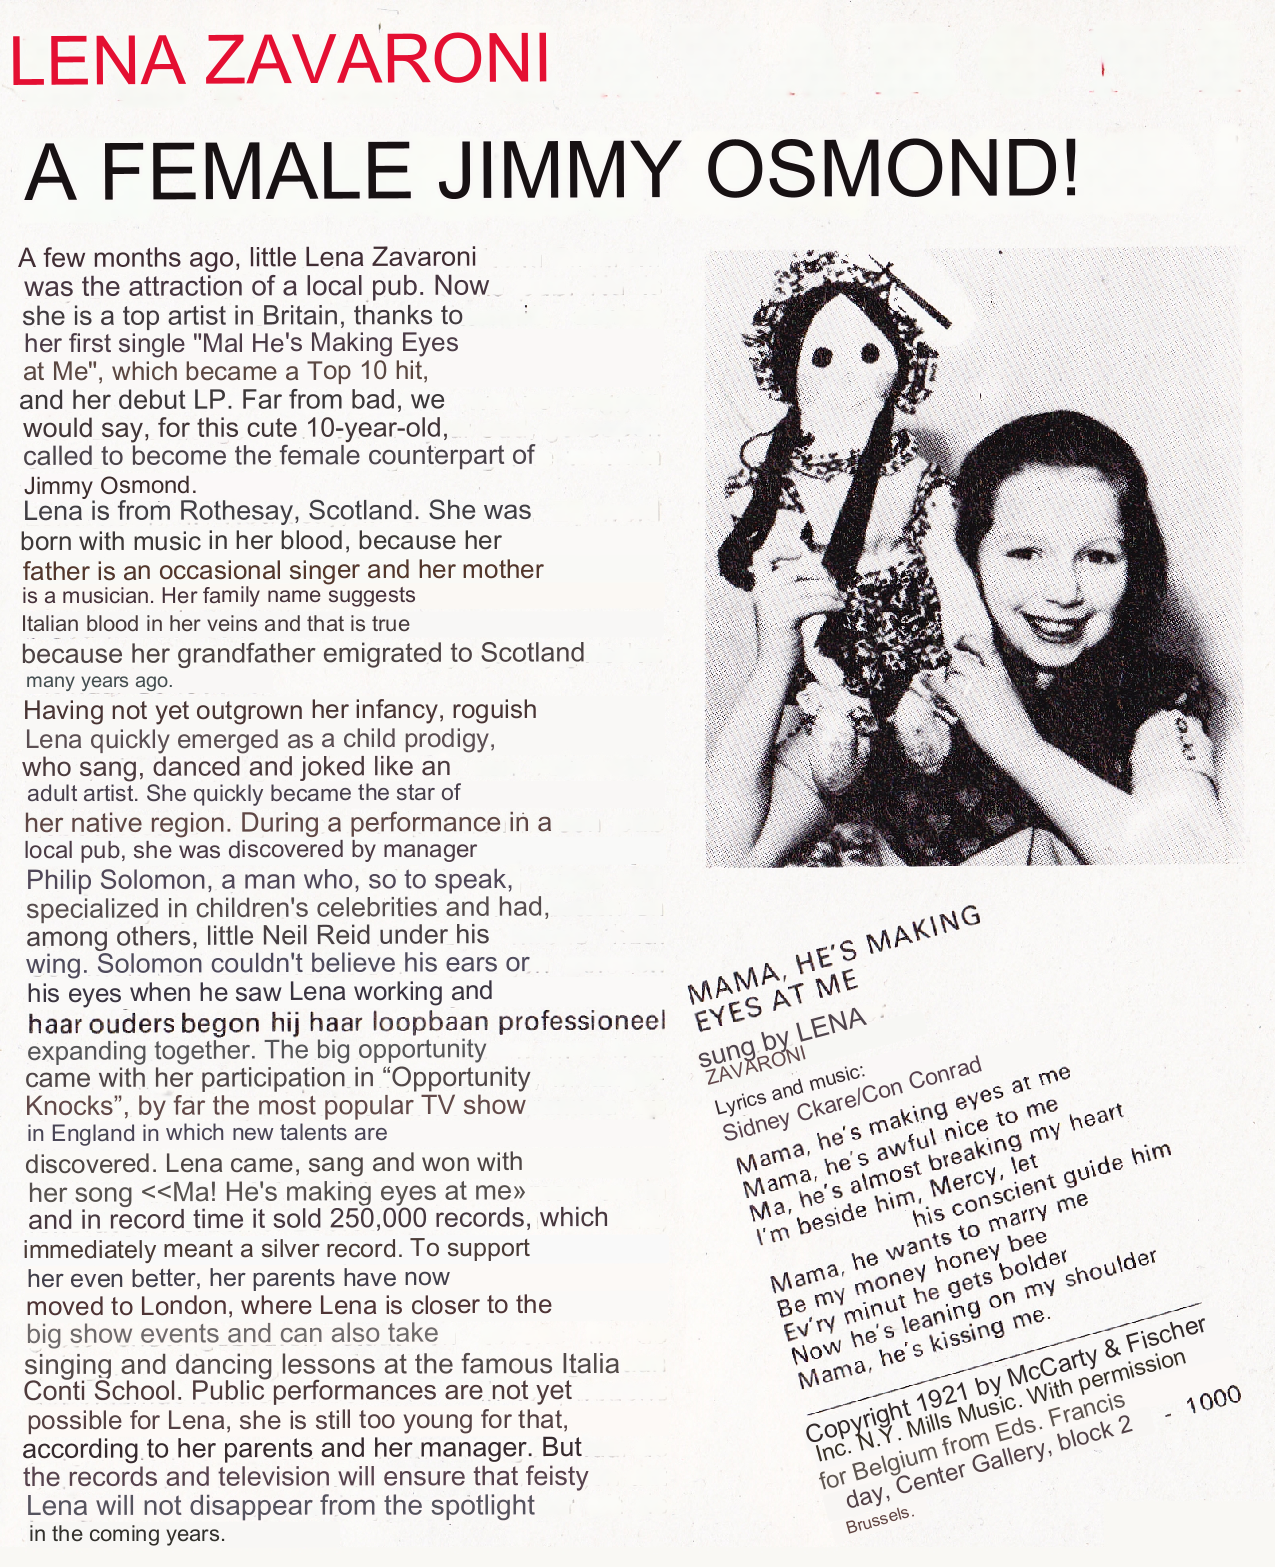 LENA ZAVARONI
A FEMALE JIMMY OSMOND!
A few months ago, little Lena Zavaroni
was the attraction of a local pub. Now
she is a top artist in Britain, thanks to
her first single "Mal He's Making Eyes
at Me", which became a Top 10 hit,
and her debut LP. Far from bad, we
would say, for this cute 10-year-old,
called to become the female counterpart of
Jimmy Osmond.
Lena is from Rothesay, Scotland. She was
born with music in her blood, because her
father is an occasional singer and her mother
is a musician. Her family name suggests
Italian blood in her veins and that is true
because her grandfather emigrated to Scotland
many years ago.
Having not yet outgrown her infancy, roguish
Lena quickly emerged as a child prodigy,
who sang, danced and joked like an
adult artist. She quickly became the star of
her native region. During a performance in a
local pub, she was discovered by manager
Philip Solomon, a man who, so to speak,
specialized in children's celebrities and had,
among others, little Neil Reid under his
wing. Solomon couldn't believe his ears or
his eyes when he saw Lena working and
haar ouders begon hij haar loopbaan professioneel
expanding together. The big opportunity
came with her participation in “Opportunity
Knocks”, by far the most popular TV show
in England in which new talents are
discovered. Lena came, sang and won with
her song <<Ma! He's making eyes at me»
and in record time it sold 250,000 records, which
immediately meant a silver record. To support
her even better, her parents have now
moved to London, where Lena is closer to the
big show events and can also take
singing and dancing lessons at the famous Italia
Conti School. Public performances are not yet
possible for Lena, she is still too young for that,
according to her parents and her manager. But
the records and television will ensure that feisty
Lena will not disappear from the spotlight
in the coming years.
MAMA, HE'S MAKING
EYES AT ME
sung by LENA
ZAVARONI
Lyrics and music:
Sidney Ckare/Con Conrad
Mama, he's making eyes at me
Mama, he's awful nice to me
Ma, he's almost breaking my heart
I'm beside him, Mercy, let
his conscient guide him
Mama, he wants to marry me
Be my money honey bee
Ev'ry minut he gets bolder
Now he's leaning on my shoulder
Mama, he's kissing me.
Copyright 1921 by McCarty & Fischer
Inc. N.Y. Mills Music. With permission
for Belgium from Eds. Francis
day, Center Gallery, block 2 - 1000
Brussels.